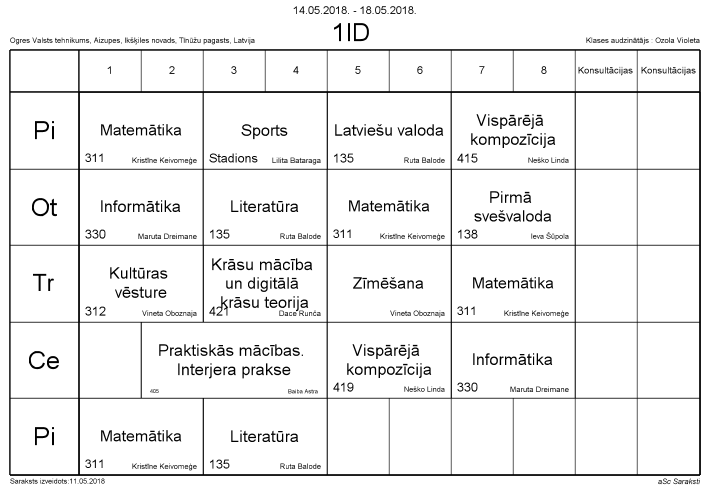 14.05.2018. - 18.05.2018.
Ogres Valsts tehnikums, Aizupes, Ikšķiles novads, Tīnūžu pagasts, Latvija
1ID
Klases audzinātājs : Ozola Violeta
1 2 3 4 5 6 7 8 Konsultācijas Konsultācijas
Pi
Matemātika
311 Kristīne Keivomeģe
Sports
Stadions Lilita Bataraga
Latviešu valoda
135 Ruta Balode
Vispārējā
kompozīcija
415 Neško Linda
Ot
Informātika
330 Maruta Dreimane
Literatūra
135 Ruta Balode
Matemātika
311 Kristīne Keivomeģe
Pirmā
svešvaloda
138 Ieva Šūpola
Tr
Kultūras
vēsture
312 Vineta Oboznaja
Krāsu mācība
un digitālā
krāsu teorija
421 Dace Runča
Zīmēšana
Vineta Oboznaja
Matemātika
311 Kristīne Keivomeģe
Ce
Praktiskās mācības.
Interjera prakse
405 Baiba Astra
Vispārējā
kompozīcija
419 Neško Linda
Informātika
330 Maruta Dreimane
Pi
Matemātika
311 Kristīne Keivomeģe
Literatūra
135 Ruta Balode
Saraksts izveidots:11.05.2018
aSc Saraksti